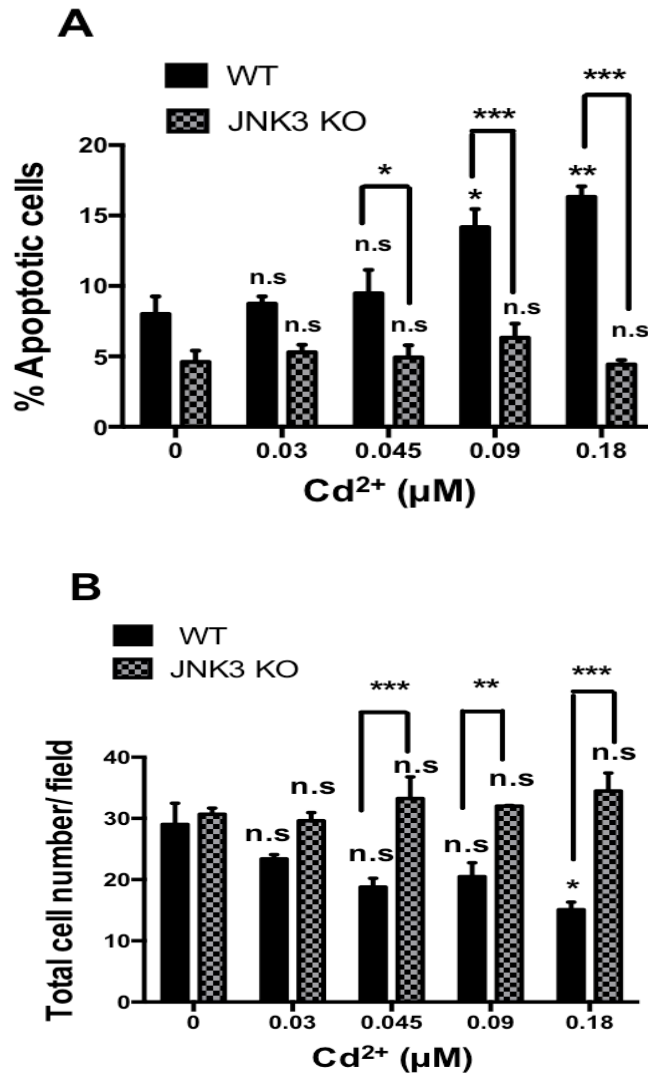 A
WT
JNK3 KO
% Apoptotic cells
20
15
10
5
0
***
***
*
*
**
n.s
n.s
n.s
n.s
n.s
n.s
0 0.03 0.045 0.09 0.18
Cd²⁺ (µM)
B
WT
JNK3 KO
Total cell number/ field
40
30
20
10
0
***
**
***
n.s
n.s
n.s
n.s
n.s
n.s
n.s
*
0 0.03 0.045 0.09 0.18
Cd²⁺ (µM)